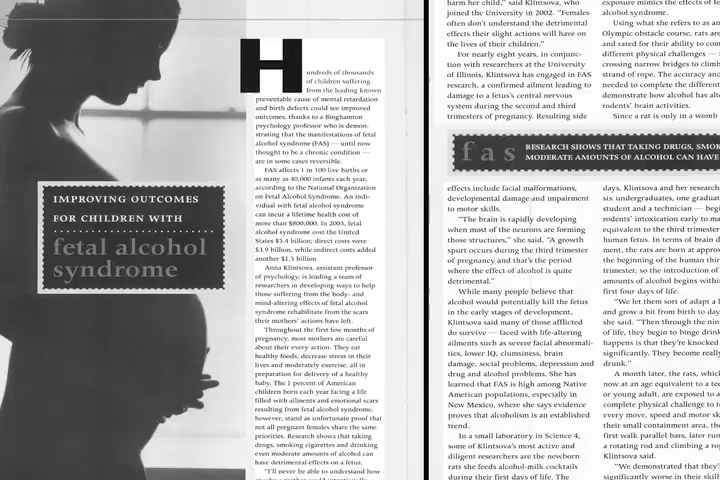 IMPROVING OUTCOMES
FOR CHILDREN WITH
fetal alcohol
syndrome
Hundreds of thousands
of children suffering
from the leading known
preventable cause of mental retardation
and birth defects could see improved
outcomes, thanks to a Binghamton
psychology professor who is demon-
strating that the manifestations of fetal
alcohol syndrome (FAS) — until now
thought to be a chronic condition —
are in some cases reversible.
FAS affects 1 in 100 live births or
as many as 40,000 infants each year,
according to the National Organization
on Fetal Alcohol Syndrome. An indi-
vidual with fetal alcohol syndrome
can incur a lifetime health cost of
more than $800,000. In 2003, fetal
alcohol syndrome cost the United
States $5.4 billion; direct costs were
$3.9 billion, while indirect costs added
another $1.5 billion.
Anna Klintsova, assistant professor
of psychology, is leading a team of
researchers in developing ways to help
those suffering from the body- and
mind-altering effects of fetal alcohol
syndrome rehabilitate from the scars
their mothers' actions have left.
Throughout the first few months of
pregnancy, most mothers are careful
about their every action. They eat
healthy foods, decrease stress in their
lives and moderately exercise, all in
preparation for delivery of a healthy
baby. The 1 percent of American
children born each year facing a life
filled with ailments and emotional scars
resulting from fetal alcohol syndrome,
however, stand as unfortunate proof that
not all pregnant females share the same
priorities. Research shows that taking
drugs, smoking cigarettes and drinking
even moderate amounts of alcohol can
have detrimental effects on a fetus.
"I'll never be able to understand how
harm her child," said Klintsova, who
joined the University in 2002. "Females
often don't understand the detrimental
effects their slight actions will have on
the lives of their children."
For nearly eight years, in conjunc-
tion with researchers at the University
of Illinois, Klintsova has engaged in FAS
research, a confirmed ailment leading to
damage to a fetus's central nervous
system during the second and third
trimesters of pregnancy. Resulting side
fas RESEARCH SHOWS THAT TAKING DRUGS, SMOK
MODERATE AMOUNTS OF ALCOHOL CAN HAVE
effects include facial malformations,
developmental damage and impairment
to motor skills.
"The brain is rapidly developing
when most of the neurons are forming
those structures," she said. "A growth
spurt occurs during the third trimester
of pregnancy and that's the period
where the effect of alcohol is quite
detrimental."
While many people believe that
alcohol would potentially kill the fetus
in the early stages of development,
Klintsova said many of those afflicted
do survive — faced with life-altering
ailments such as severe facial abnormali-
ties, lower IQ, clumsiness, brain
damage, social problems, depression and
drug and alcohol problems. She has
learned that FAS is high among Native
American populations, especially in
New Mexico, where she says evidence
proves that alcoholism is an established
trend.
In a small laboratory in Science 4,
some of Klintsova's most active and
diligent researchers are the newborn
rats she feeds alcohol-milk cocktails
during their first days of life. The
exposure mimics the effects of fe
alcohol syndrome.
Using what she refers to as an
Olympic obstacle course, rats are
and rated for their ability to com
different physical challenges —
crossing narrow bridges to climb
strand of rope. The accuracy and
needed to complete the different
demonstrate how alcohol has alt
rodents' brain activities.
Since a rat is only in a womb
days, Klintsova and her research
six undergraduates, one graduat
student and a technician — begi
rodents' intoxication early to ma
equivalent to the third trimester
human fetus. In terms of brain d
ment, the rats are born at approx
the beginning of the human thir
trimester, so the introduction of
amounts of alcohol begins within
first four days of life.
"We let them sort of adapt a l
and grow a bit from birth to day
she said. "Then through the nin
of life, they begin to binge drink
happens is that they're knocked
significantly. They become really
drunk."
A month later, the rats, which
now at an age equivalent to a tee
or young adult, are exposed to a
complete physical challenge to te
every move, speed and motor sk
their small containment area, the
first walk parallel bars, later run
a rotating rod and climbing a rop
Klintsova said.
"We demonstrated that they'
significantly worse in their skill